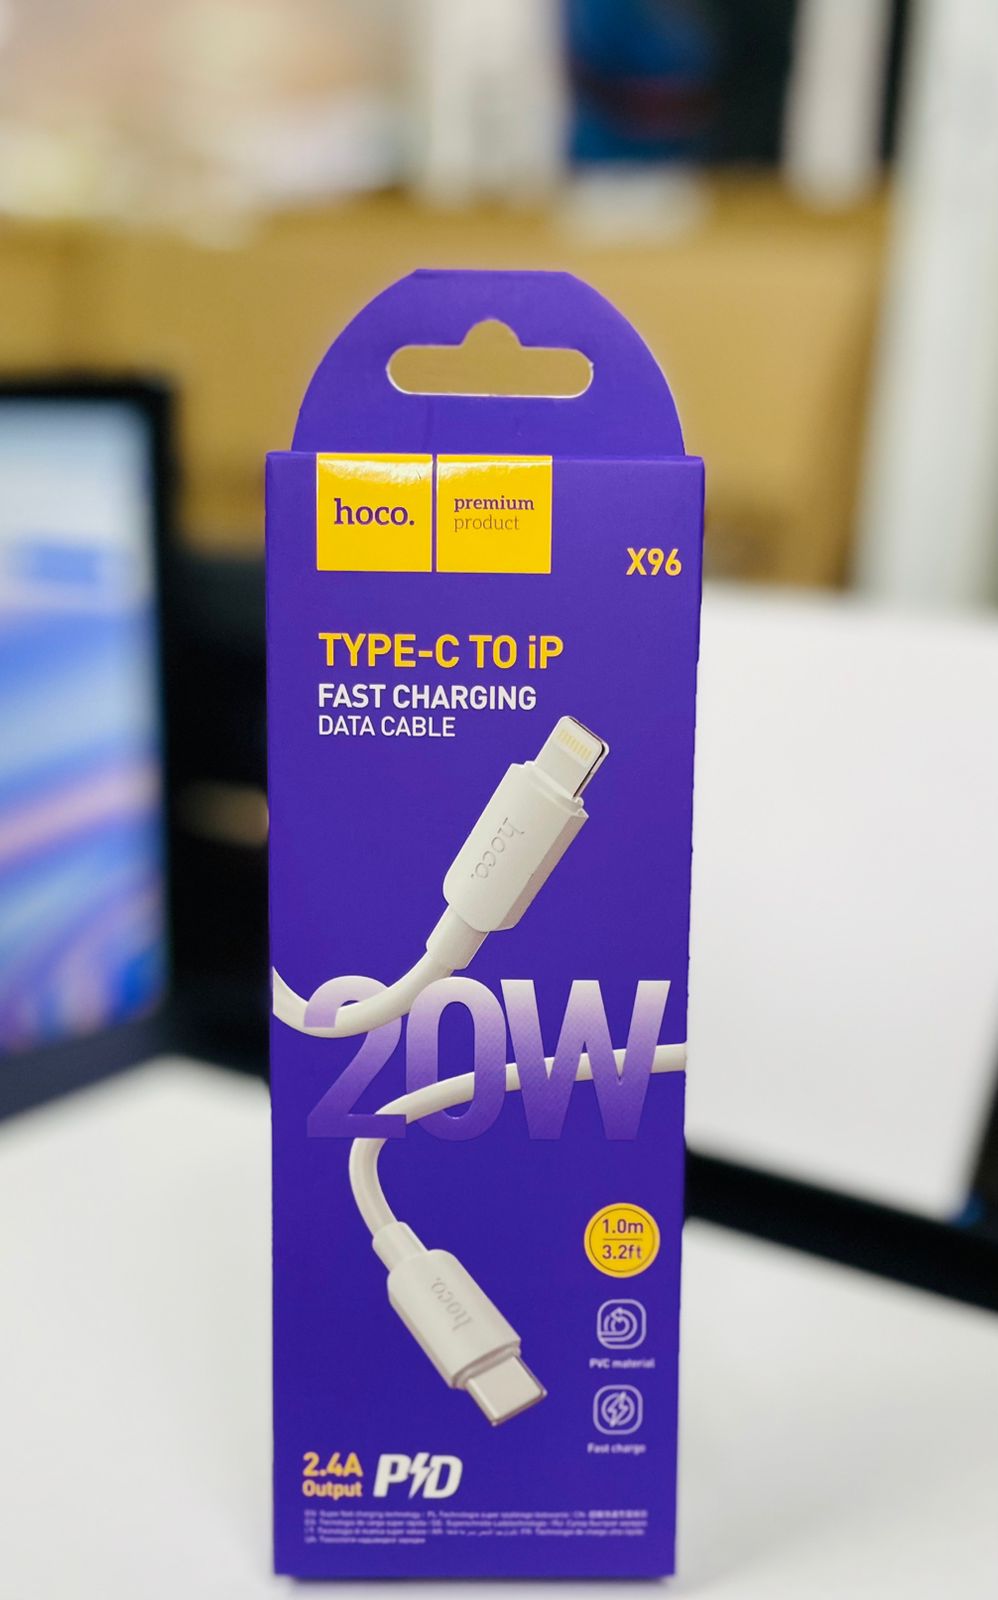 hoco.
premium
product
X96
TYPE-C TO iP
FAST CHARGING
DATA CABLE
hoco.
20W
hoco.
1.0m
3.2ft
PVC material
Fast charge
2.4A
Output
PD